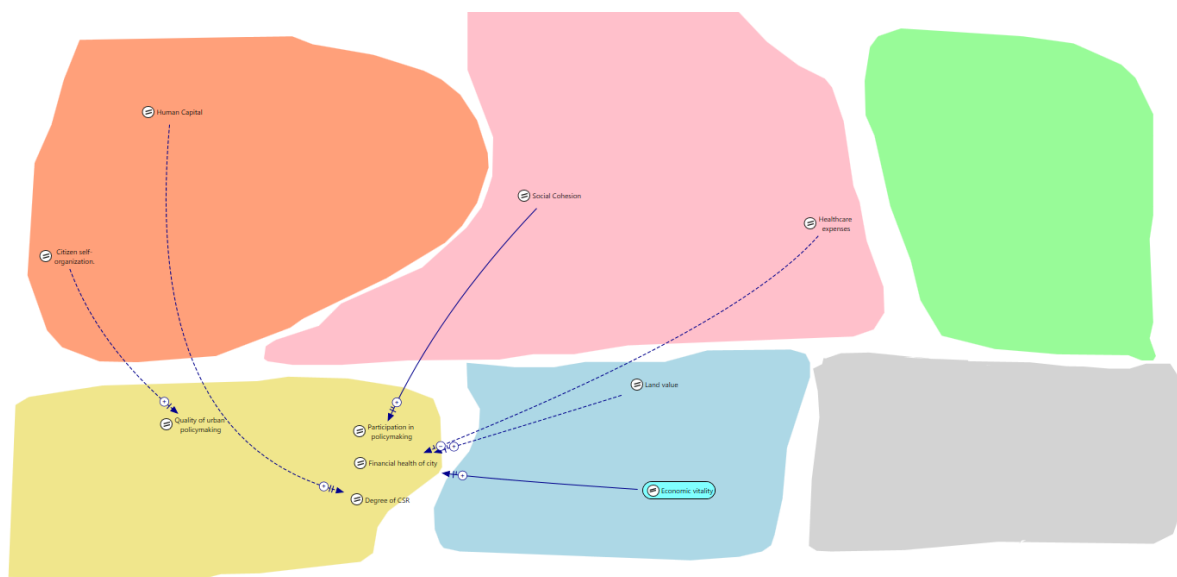 Human Capital
Social Cohesion
Healthcare
expenses
Citizen self-
organization.
Land value
Quality of urban
policymaking
Participation in
policymaking
Financial health of city
Economic vitality
Degree of CSR